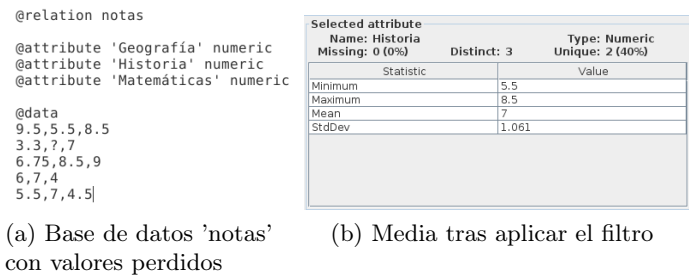 @relation notas
@attribute 'Geografía' numeric
@attribute 'Historia' numeric
@attribute 'Matemáticas' numeric
@data
9.5,5.5,8.5
3.3,?,7
6.75,8.5,9
6,7,4
5.5,7,4.5
(a) Base de datos 'notas'
con valores perdidos
Selected attribute
Name: Historia Type: Numeric
Missing: 0 (0%) Distinct: 3 Unique: 2 (40%)
Statistic Value
Minimum 5.5
Maximum 8.5
Mean 7
StdDev 1.061
(b) Media tras aplicar el filtro